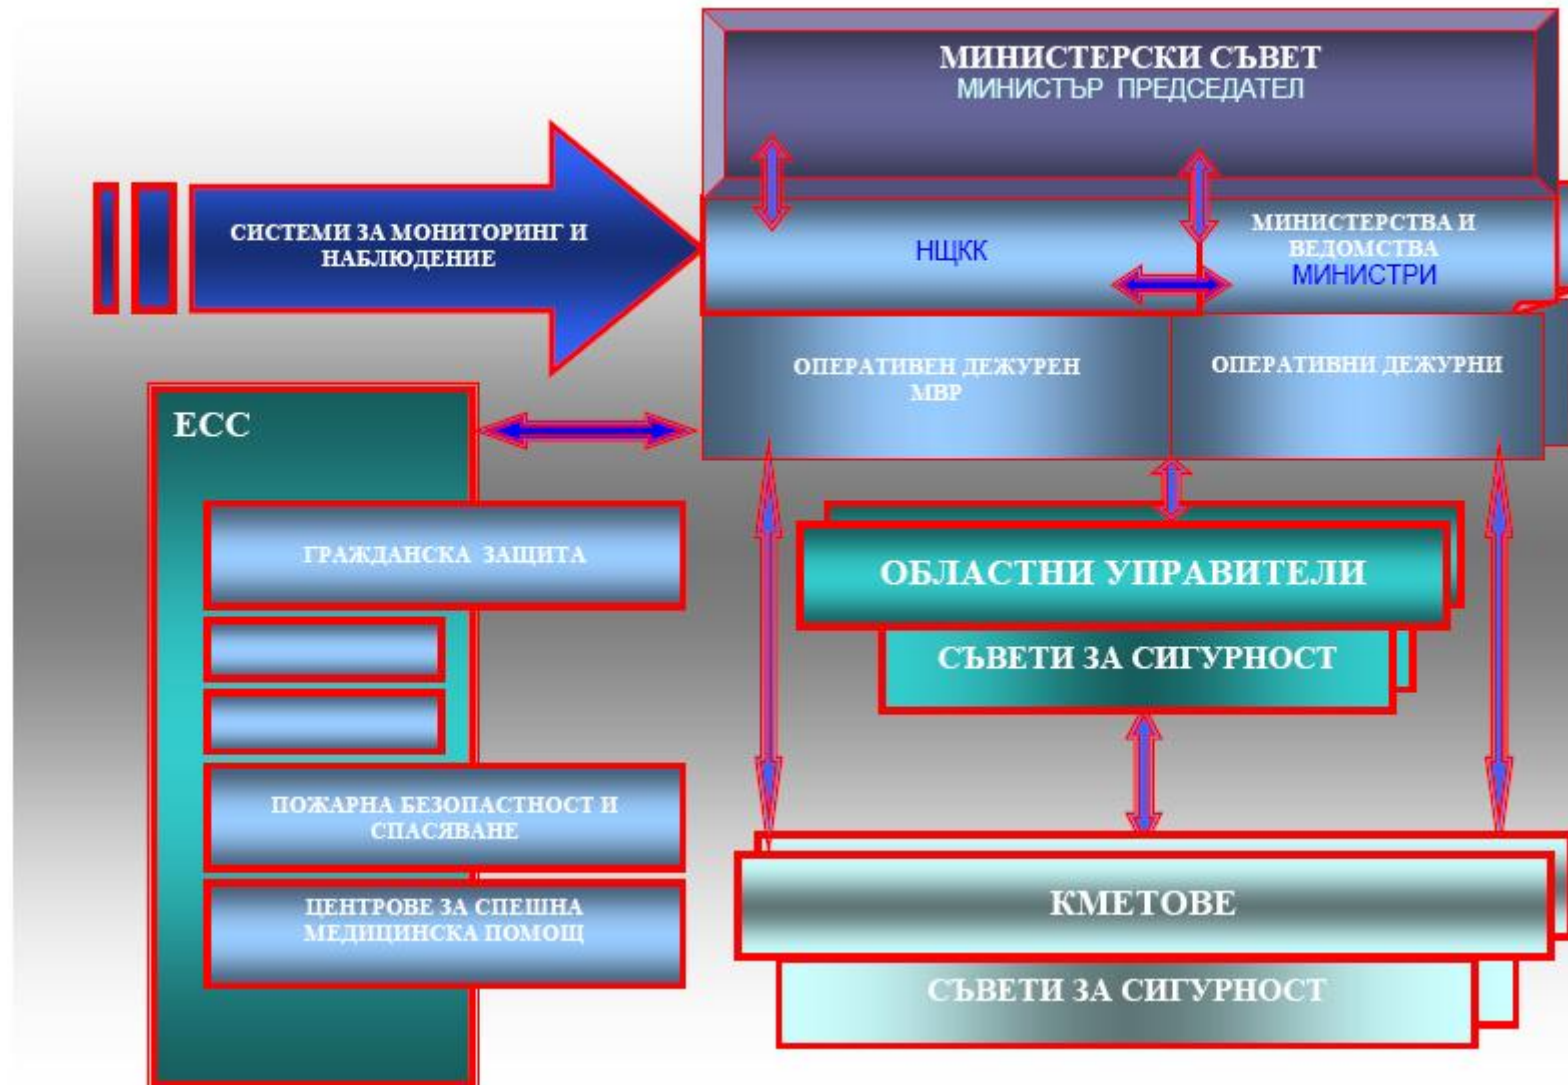 МИНИСТЕРСКИ СЪВЕТ
МИНИСТЪР ПРЕДСЕДАТЕЛ
СИСТЕМИ ЗА МОНИТОРИНГ И
НАБЛЮДЕНИЕ
НЩКК
МИНИСТЕРСТВА И
ВЕДОМСТВА
МИНИСТРИ
ОПЕРАТИВЕН ДЕЖУРЕН
МВР
ОПЕРАТИВНИ ДЕЖУРНИ
ЕСС
ГРАЖДАНСКА ЗАЩИТА
ПОЖАРНА БЕЗОПАСТНОСТ И
СПАСЯВАНЕ
ЦЕНТРОВЕ ЗА СПЕШНА
МЕДИЦИНСКА ПОМОЩ
ОБЛАСТНИ УПРАВИТЕЛИ
СЪВЕТИ ЗА СИГУРНОСТ
КМЕТОВЕ
СЪВЕТИ ЗА СИГУРНОСТ